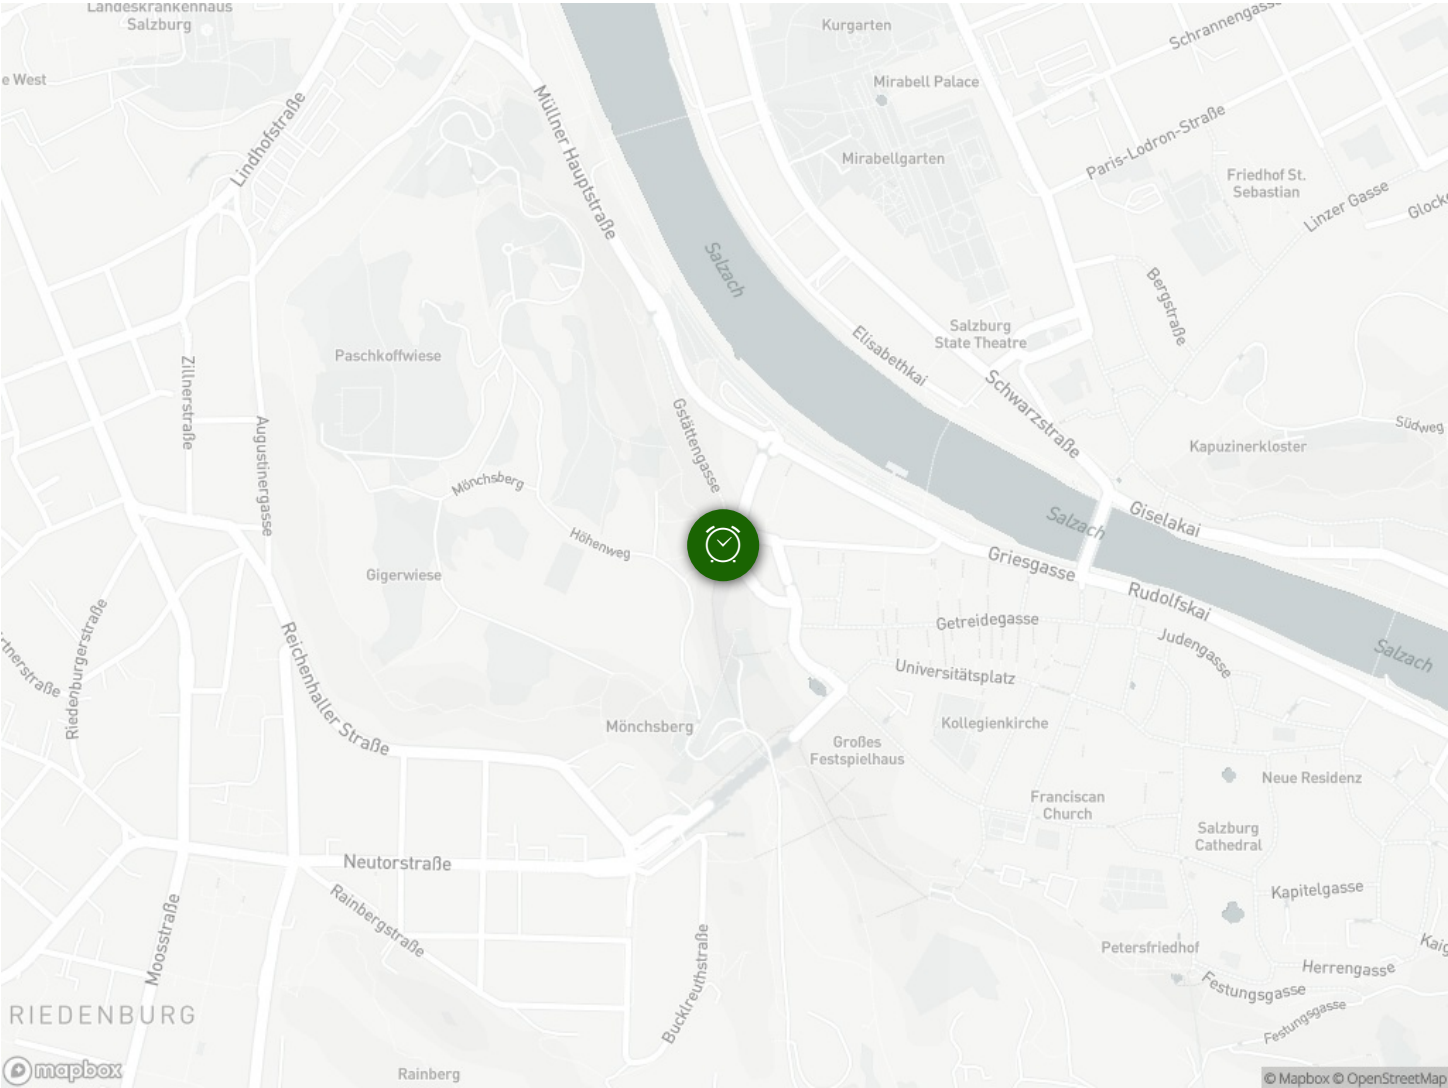 Landeskrankenhaus
Salzburg
Kurgarten
Schrannengasse
e West
Mirabell Palace
Lindhofstraße
Müllner Hauptstraße
Paris-Lodron-Straße
Mirabellgarten
Friedhof St.
Sebastian
Linzer Gasse
Glock
Salzach
Bergstraße
Salzburg
State Theatre
Elisabethkai
Paschkoffwiese
Zillnerstraße
Schwarzstraße
Gstättengasse
Augustinergasse
Südweg
Kapuzinerkloster
Mönchsberg
Salzach
Giselakai
Höhenweg
Griesgasse
Gigerwiese
Rudolfskai
Getreidegasse
Judengasse
Riedenburgerstraße
rtnerstraße
Reichenhaller Straße
Universitätsplatz
Salzach
Mönchsberg
Kollegienkirche
Großes
Festspielhaus
Neue Residenz
Franciscan
Church
Salzburg
Cathedral
Neutorstraße
Kapitelgasse
Rainbergstraße
Moosstraße
Bucklreuthstraße
Petersfriedhof
Kaig
Herrengasse
Festungsgasse
Festungsgasse
RIEDENBURG
Rainberg
mapbox
© Mapbox © OpenStreetMap